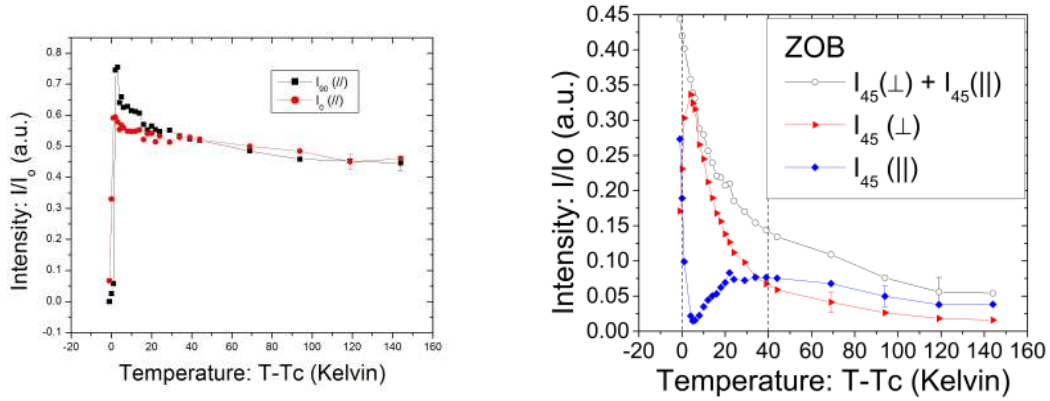 0.8
0.7
0.6
0.5
0.4
0.3
0.2
0.1
0.0
-0.1
-20 0 20 40 60 80 100 120 140 160
Intensity: I/I₀
Temperature: T-Tc (Kelvin)
I₉₀ (//)
I₀ (//)
0.45
0.40
0.35
0.30
0.25
0.20
0.15
0.10
0.05
0.00
-20 0 20 40 60 80 100 120 140 160
Intensity: I/Io (a.u.)
Temperature: T-Tc (Kelvin)
ZOB
I₄₅(⊥) + I₄₅(||)
I₄₅ (⊥)
I₄₅ (||)